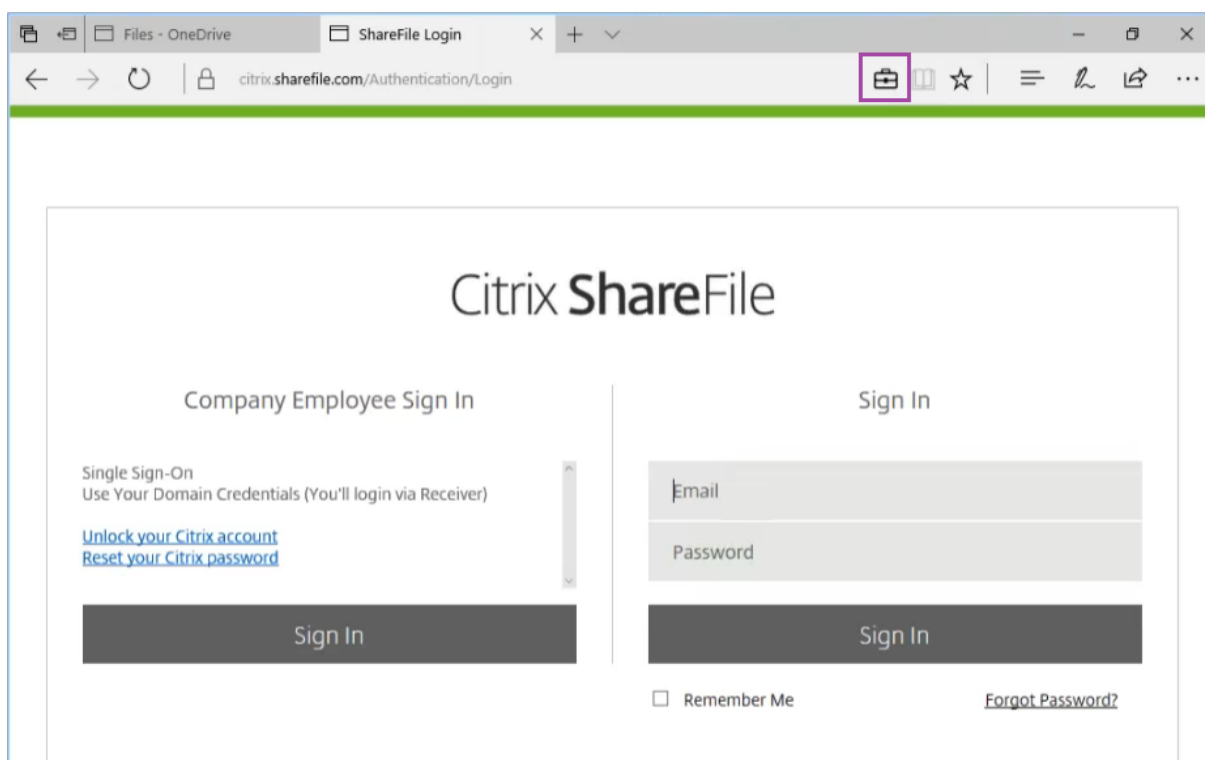 Files - OneDrive
ShareFile Login
citrix.sharefile.com/Authentication/Login
Citrix ShareFile
Company Employee Sign In
Single Sign-On
Use Your Domain Credentials (You'll login via Receiver)
Unlock your Citrix account
Reset your Citrix password
Sign In
Sign In
Email
Password
Sign In
Remember Me
Forgot Password?